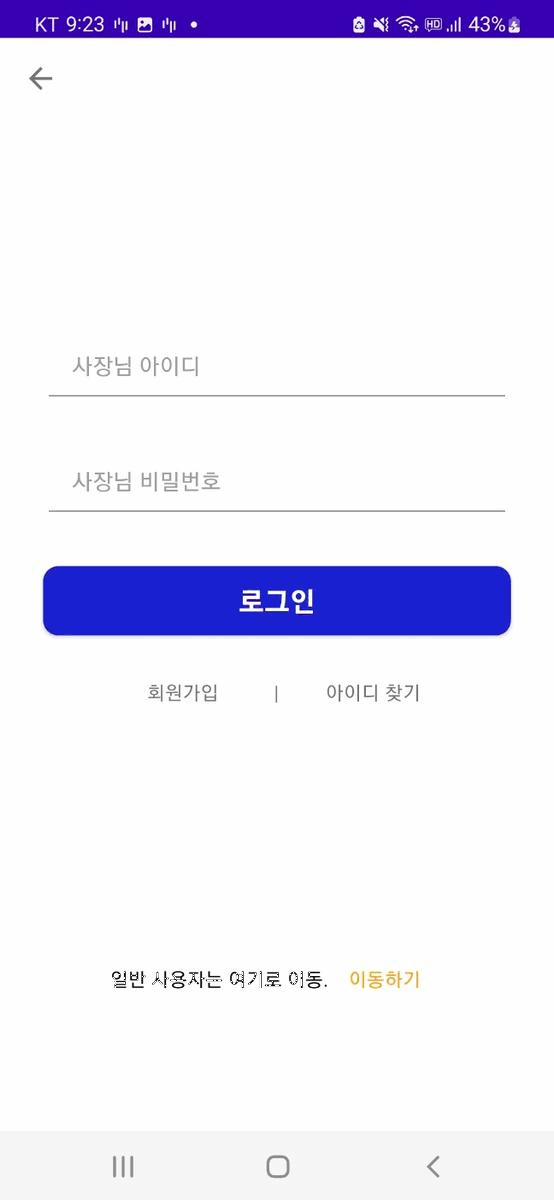 KT 9:23 HD 43%
사장님 아이디
사장님 비밀번호
로그인
회원가입 | 아이디 찾기
일반 사용자는 여기로 이동. 이동하기